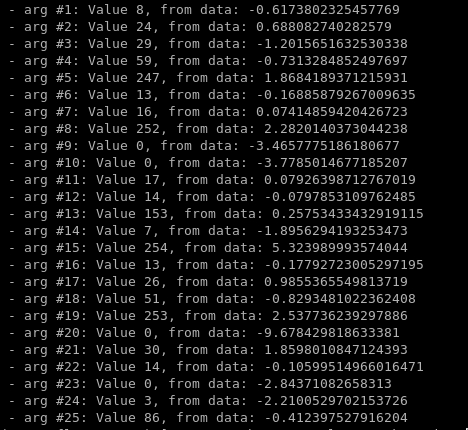 - arg #1: Value 8, from data: -0.6173802325457769
- arg #2: Value 24, from data: 0.688082740282579
- arg #3: Value 29, from data: -1.2015651632530338
- arg #4: Value 59, from data: -0.7313284852497697
- arg #5: Value 247, from data: 1.8684189371215931
- arg #6: Value 13, from data: -0.16885879267009635
- arg #7: Value 16, from data: 0.07414859420426723
- arg #8: Value 252, from data: 2.2820140373044238
- arg #9: Value 0, from data: -3.4657775186180677
- arg #10: Value 0, from data: -3.7785014677185207
- arg #11: Value 17, from data: 0.07926398712767019
- arg #12: Value 14, from data: -0.0797853109762485
- arg #13: Value 153, from data: 0.25753433432919115
- arg #14: Value 7, from data: -1.8956294193253473
- arg #15: Value 254, from data: 5.323989993574044
- arg #16: Value 13, from data: -0.17792723005297195
- arg #17: Value 26, from data: 0.9855365549813719
- arg #18: Value 51, from data: -0.8293481022362408
- arg #19: Value 253, from data: 2.537736239297886
- arg #20: Value 0, from data: -9.678429818633381
- arg #21: Value 30, from data: 1.8598010847124393
- arg #22: Value 14, from data: -0.10599514966016471
- arg #23: Value 0, from data: -2.84371082658313
- arg #24: Value 3, from data: -2.2100529702153726
- arg #25: Value 86, from data: -0.412397527916204